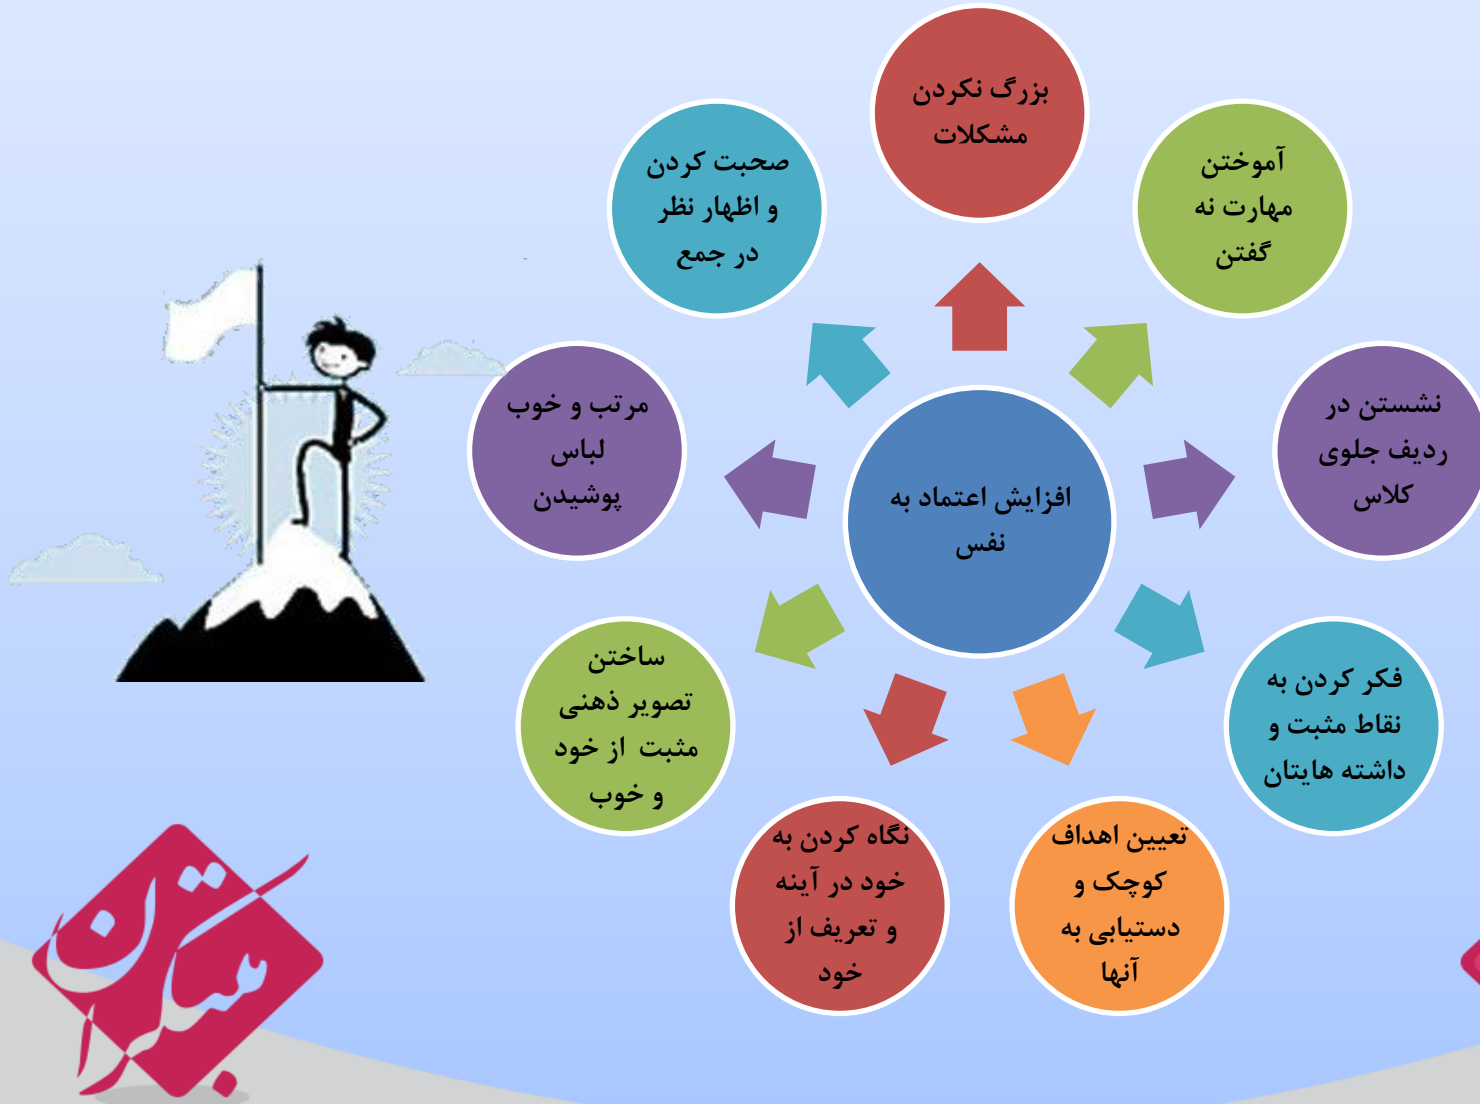 بزرگ نکردن
مشکلات
آموختن
مهارت نه
گفتن
نشستن در
ردیف جلوی
کلاس
فکر کردن به
نقاط مثبت و
داشته هایتان
تعیین اهداف
کوچک و
دستیابی به
آنها
نگاه کردن به
خود در آینه
و تعریف از
خود
ساختن
تصویر ذهنی
مثبت از خود
و خوب
مرتب و خوب
لباس
پوشیدن
صحبت کردن
و اظهار نظر
در جمع
افزایش اعتماد به
نفس
مبتکران